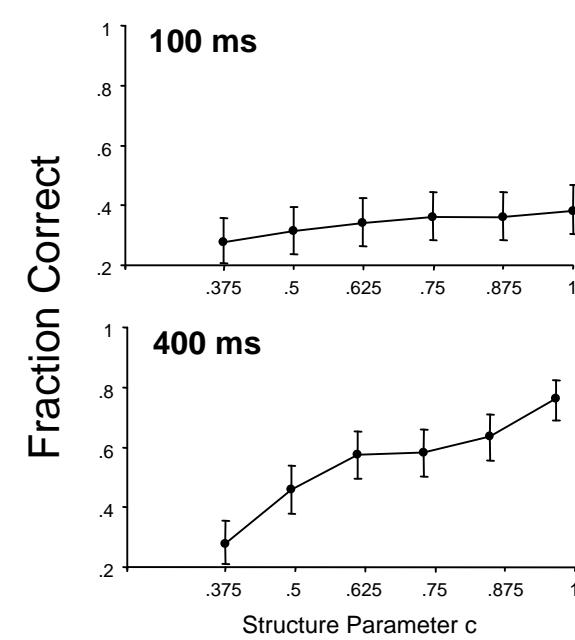 Fraction Correct
100 ms
1
.8
.6
.4
.2
.375 .5 .625 .75 .875 1
400 ms
1
.8
.6
.4
.2
.375 .5 .625 .75 .875 1
Structure Parameter c